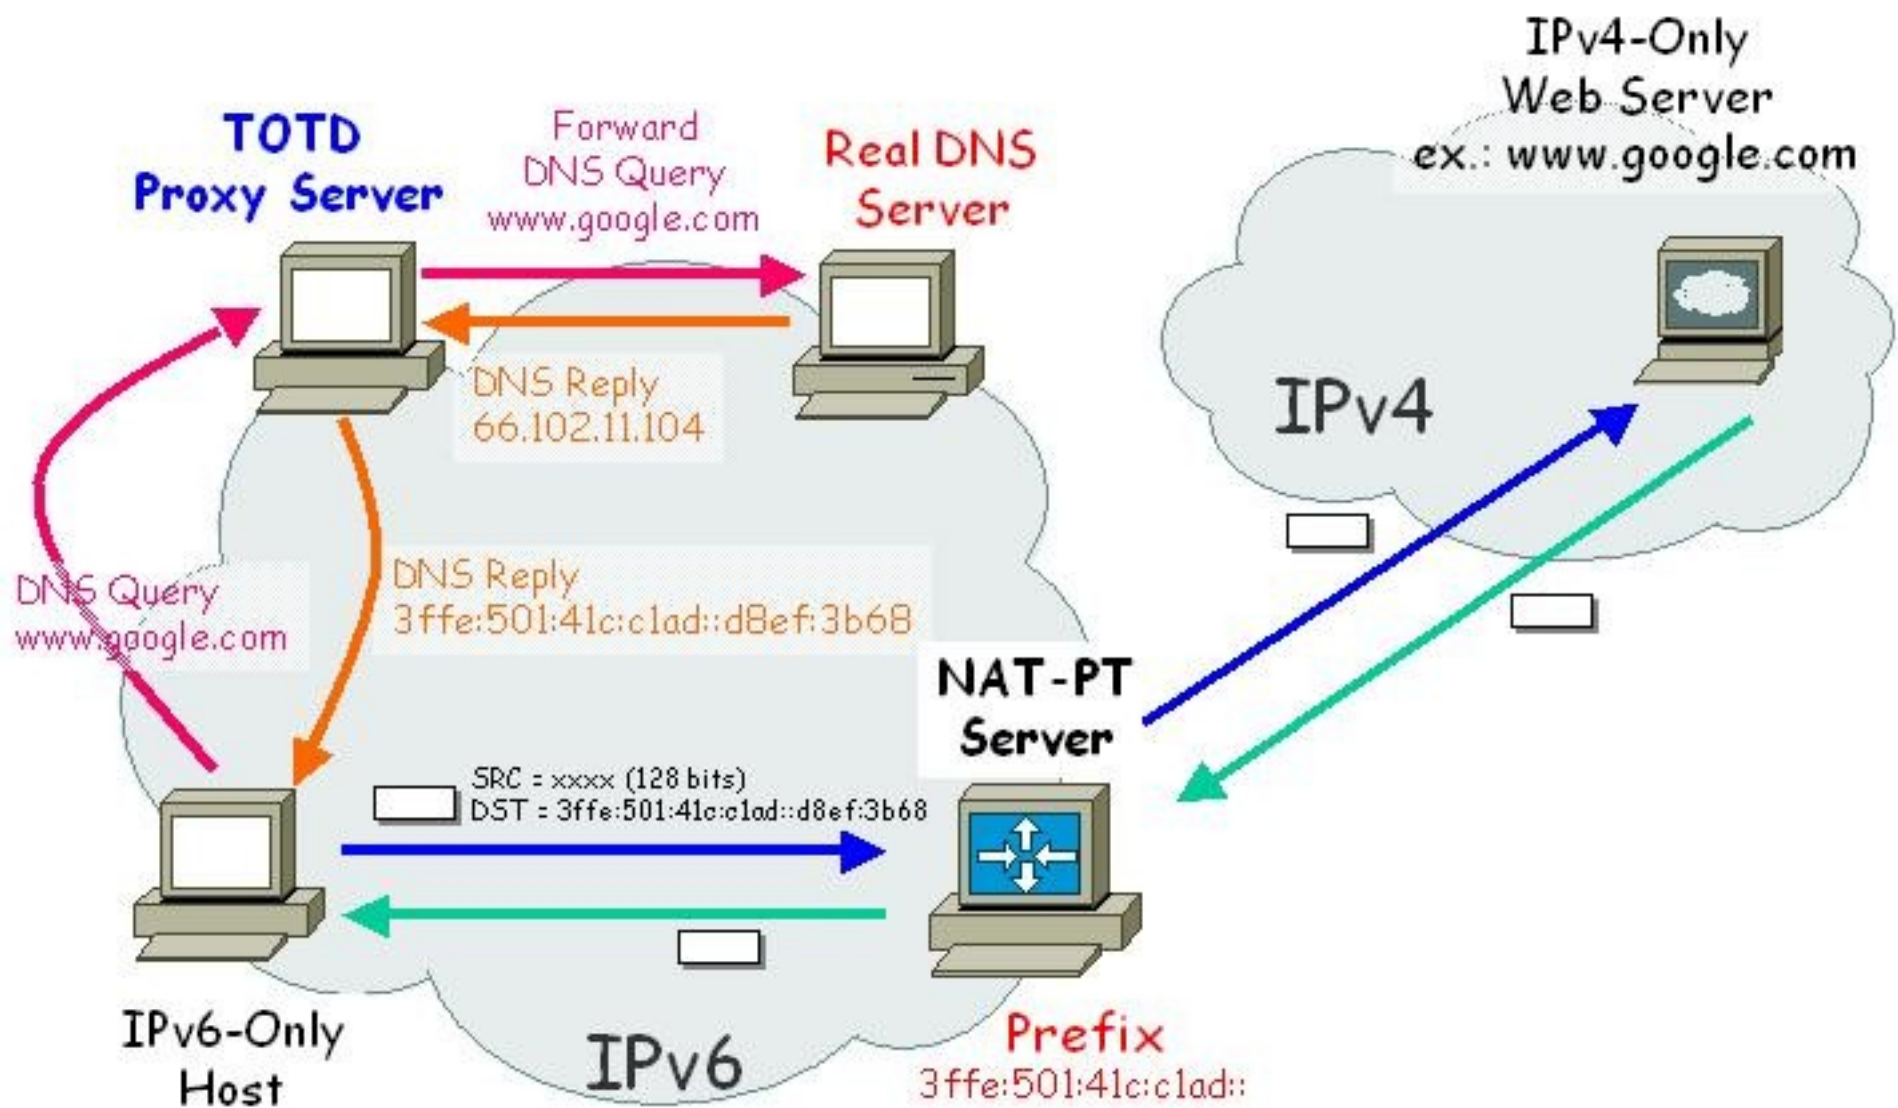 IPv4-Only
Web Server
ex.: www.google.com
TOTD
Proxy Server
Forward
DNS Query
www.google.com
Real DNS
Server
DNS Reply
66.102.11.104
IPv4
DNS Query
www.google.com
DNS Reply
3ffe:501:41c:c1ad::d8ef:3b68
NAT-PT
Server
SRC = xxxx (128 bits)
DST = 3ffe:501:41c:c1ad::d8ef:3b68
IPv6-Only
Host
IPv6
Prefix
3ffe:501:41c:c1ad::